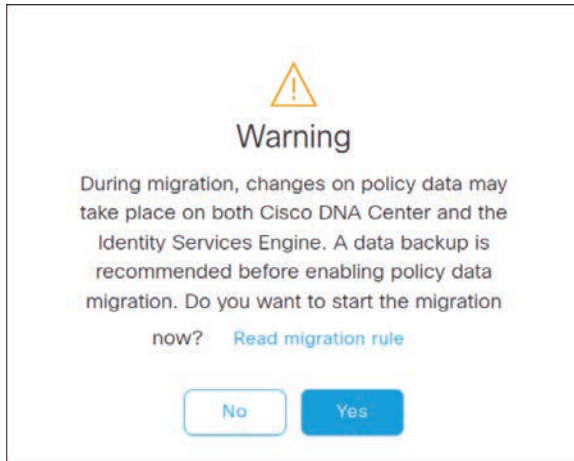 Warning
During migration, changes on policy data may
take place on both Cisco DNA Center and the
Identity Services Engine. A data backup is
recommended before enabling policy data
migration. Do you want to start the migration
now? Read migration rule
No Yes